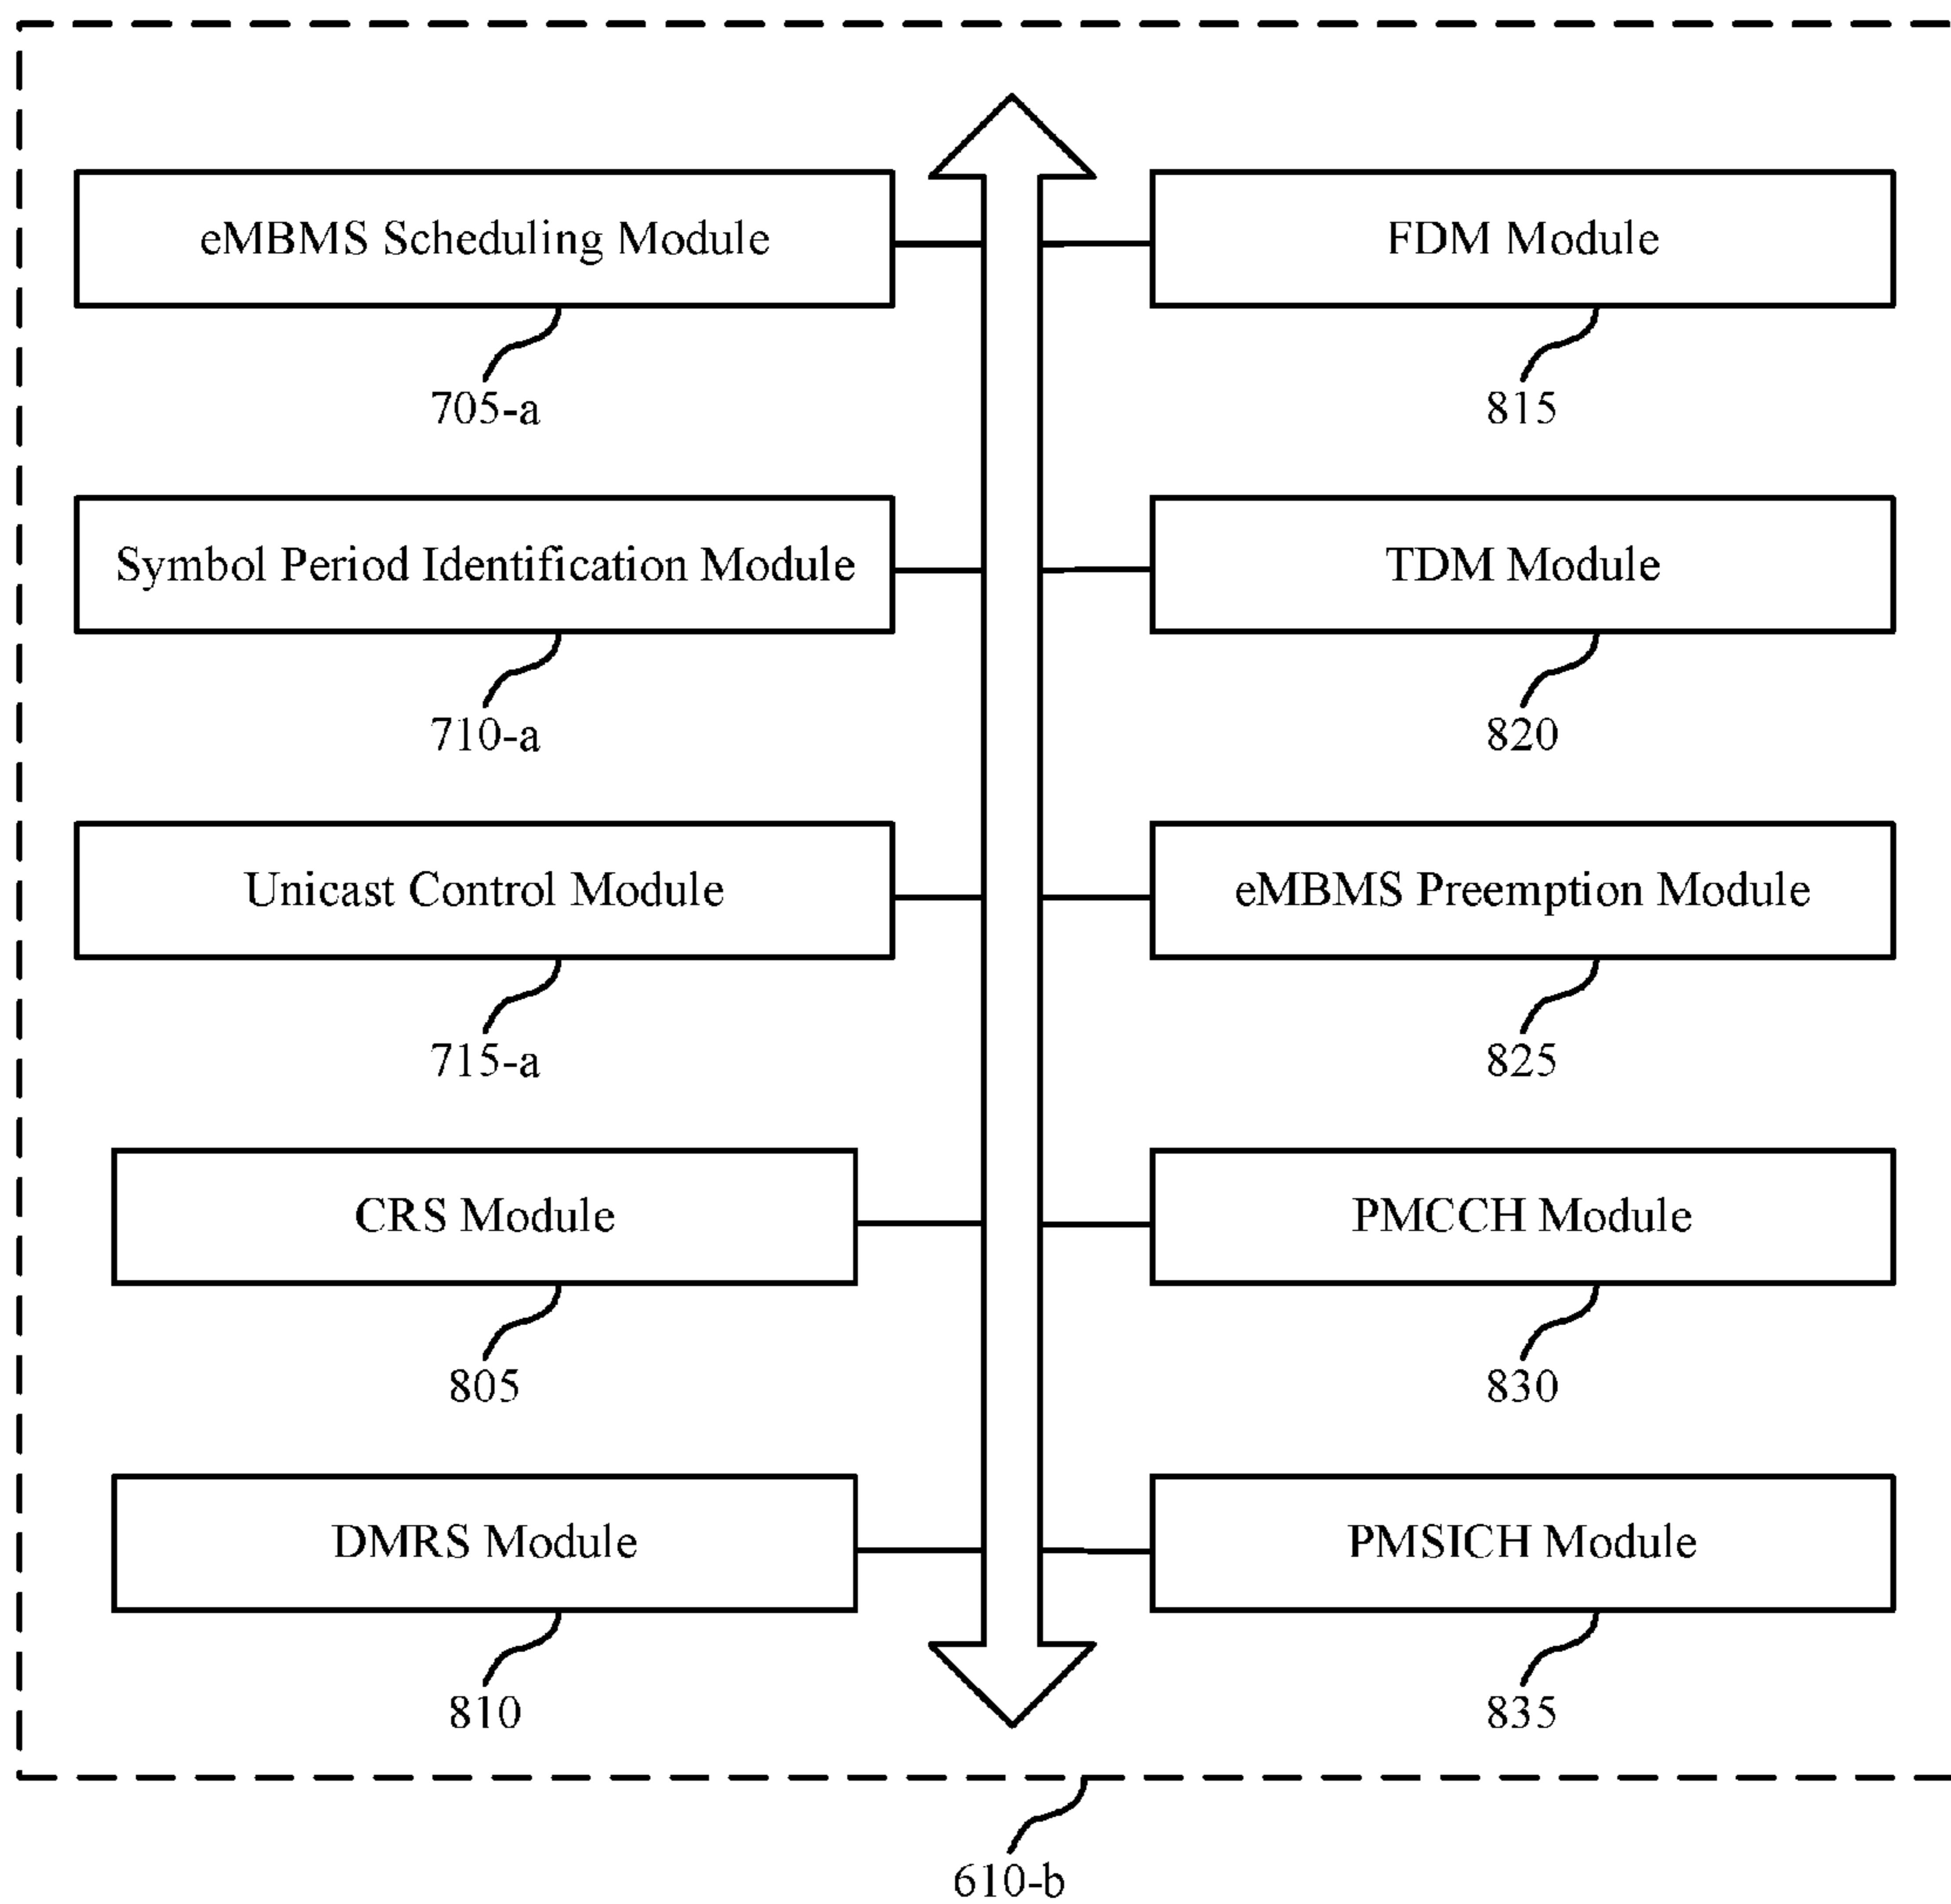 eMBMS Scheduling Module
705-a
FDM Module
815
Symbol Period Identification Module
710-a
TDM Module
820
Unicast Control Module
715-a
eMBMS Preemption Module
825
CRS Module
805
PMCCH Module
830
DMRS Module
810
PMSICH Module
835
610-b